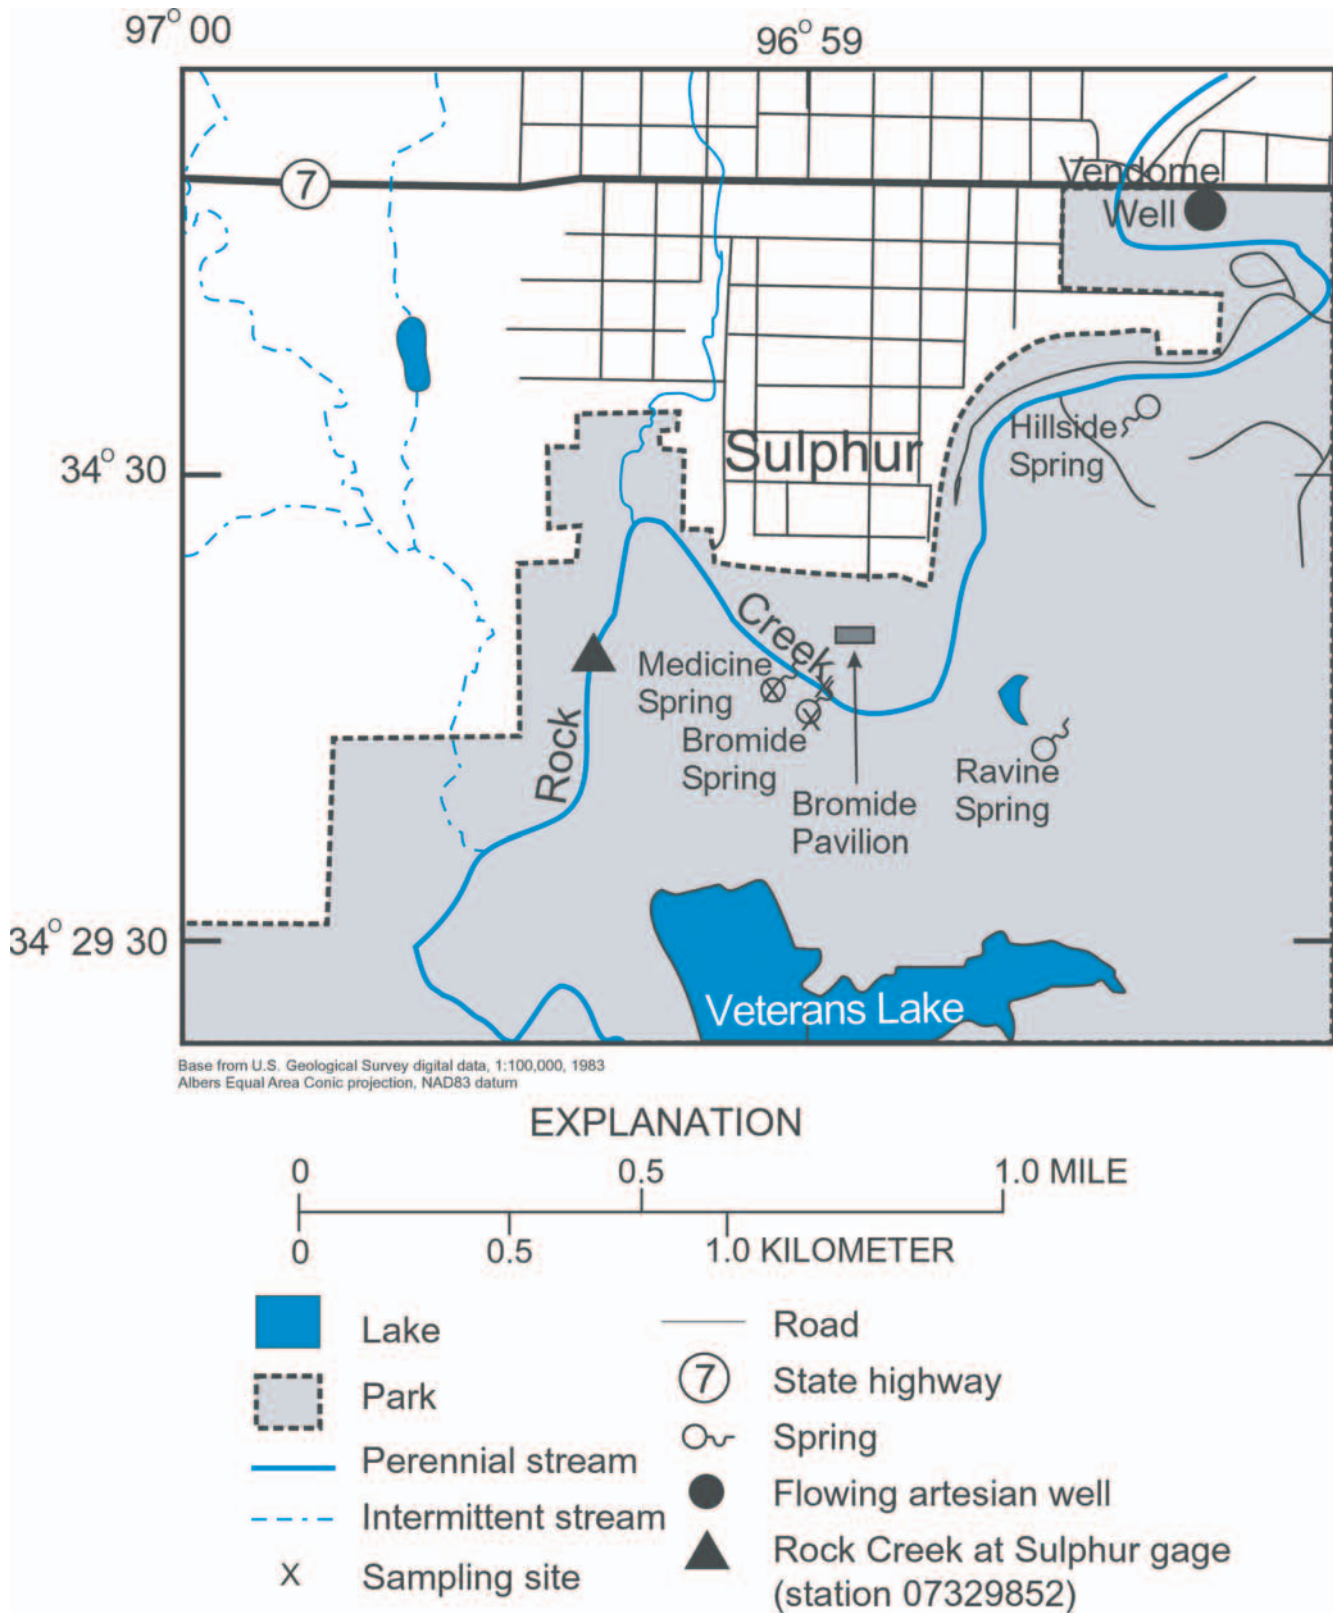 97° 00
96° 59
7
Vendome
Well
Hillside
Spring
Sulphur
34° 30
Creek
Medicine
Spring
Rock
Bromide
Spring
Ravine
Spring
Bromide
Pavilion
34° 29 30
Veterans Lake
Base from U.S. Geological Survey digital data, 1:100,000, 1983
Albers Equal Area Conic projection, NAD83 datum
EXPLANATION
0 0.5 1.0 MILE
0 0.5 1.0 KILOMETER
Lake
Park
Perennial stream
Intermittent stream
X Sampling site
Road
7 State highway
Spring
Flowing artesian well
Rock Creek at Sulphur gage
(station 07329852)